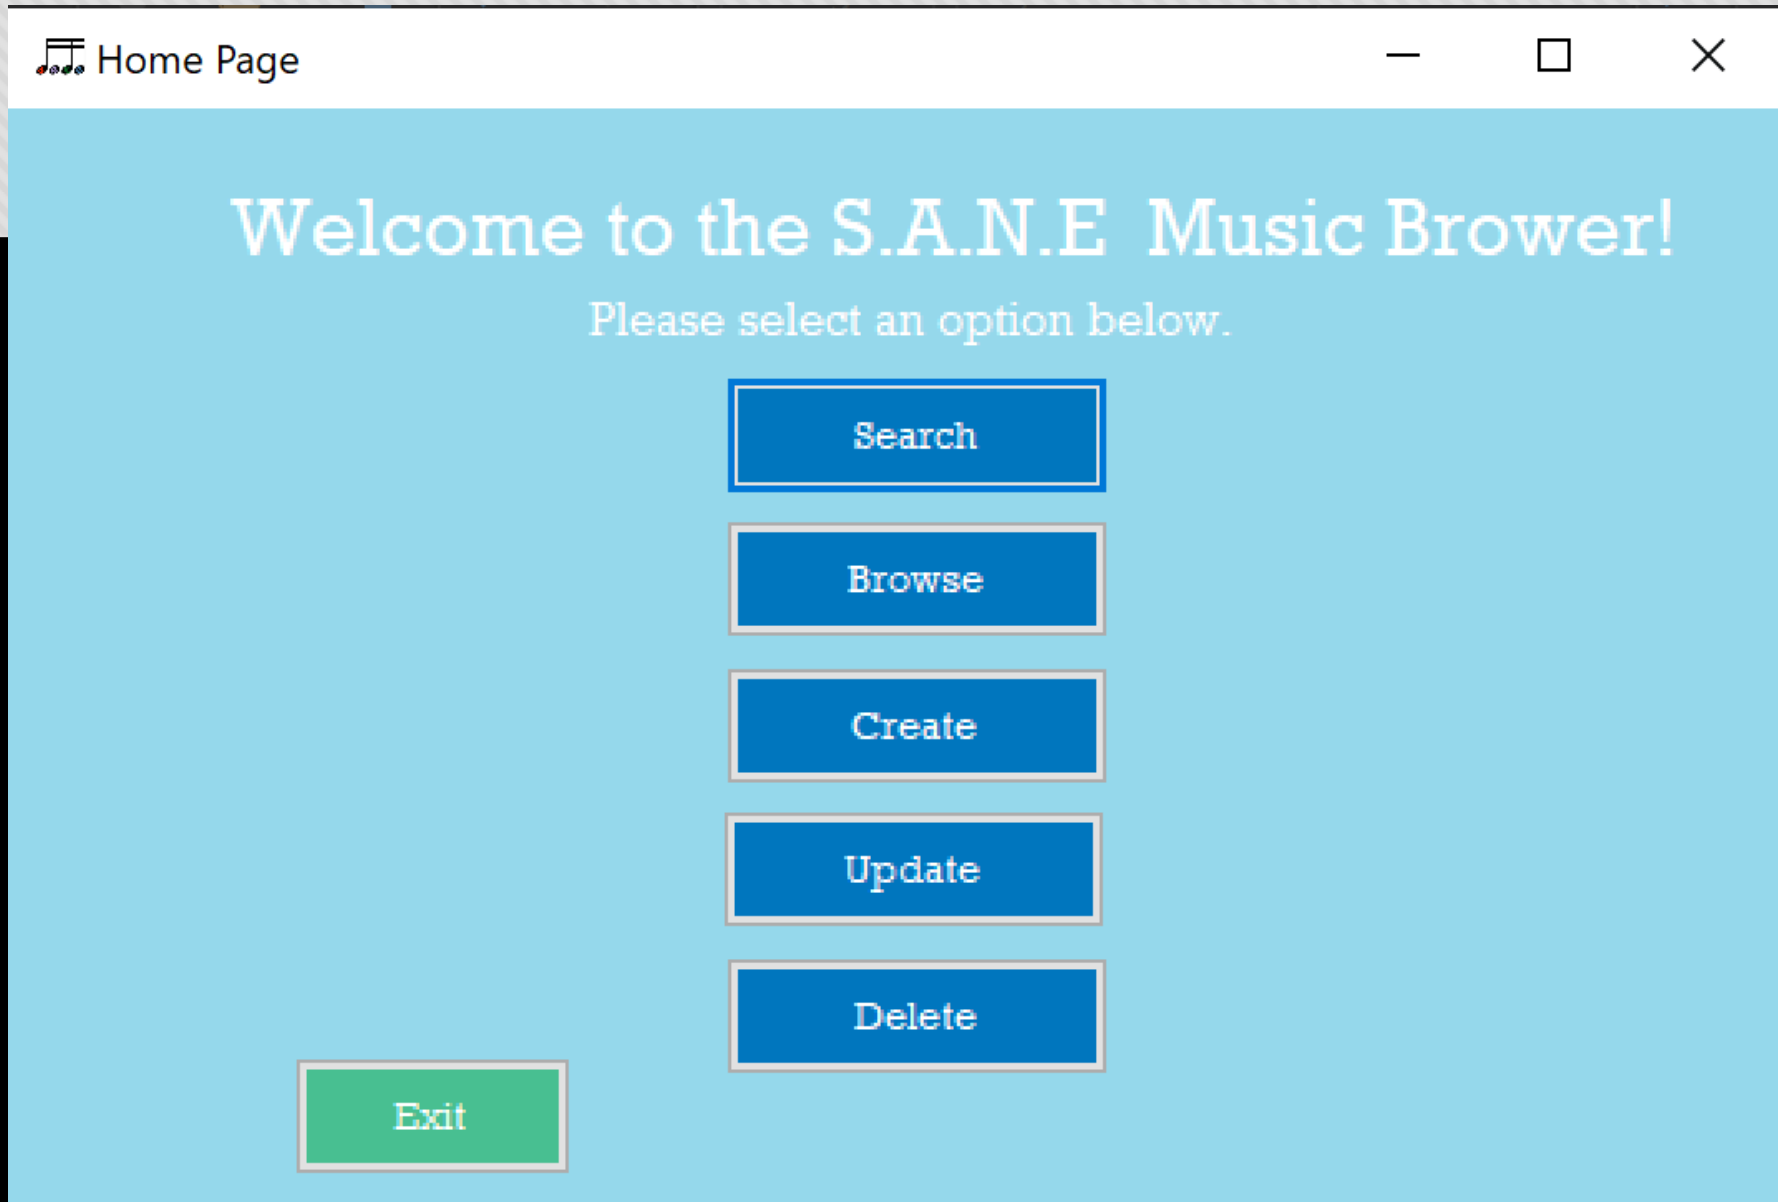 Home Page
Welcome to the S.A.N.E  Music Brower!
Please select an option below.
Search
Browse
Create
Update
Delete
Exit